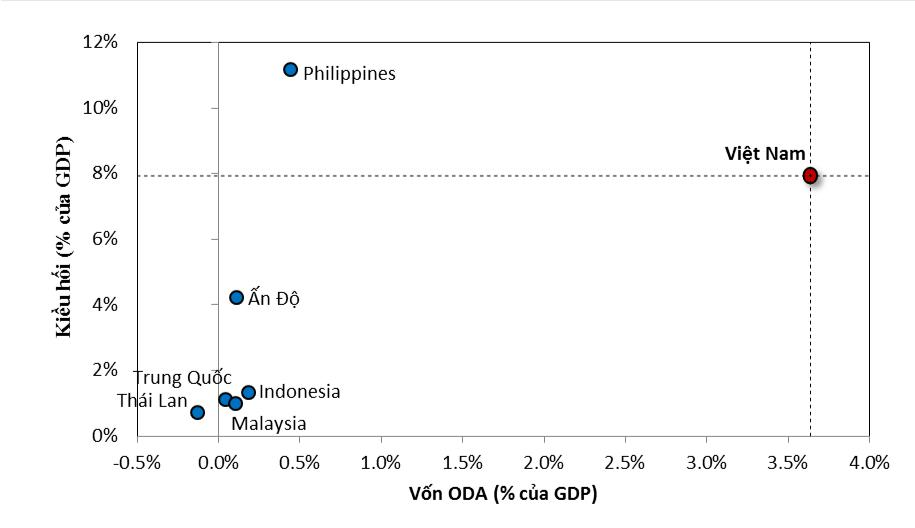 12%
10%
8%
6%
4%
2%
0%
Kiều hối (% của GDP)
Philippines
Việt Nam
Ấn Độ
Trung Quốc
Thái Lan
Indonesia
Malaysia
-0.5% 0.0% 0.5% 1.0% 1.5% 2.0% 2.5% 3.0% 3.5% 4.0%
Vốn ODA (% của GDP)